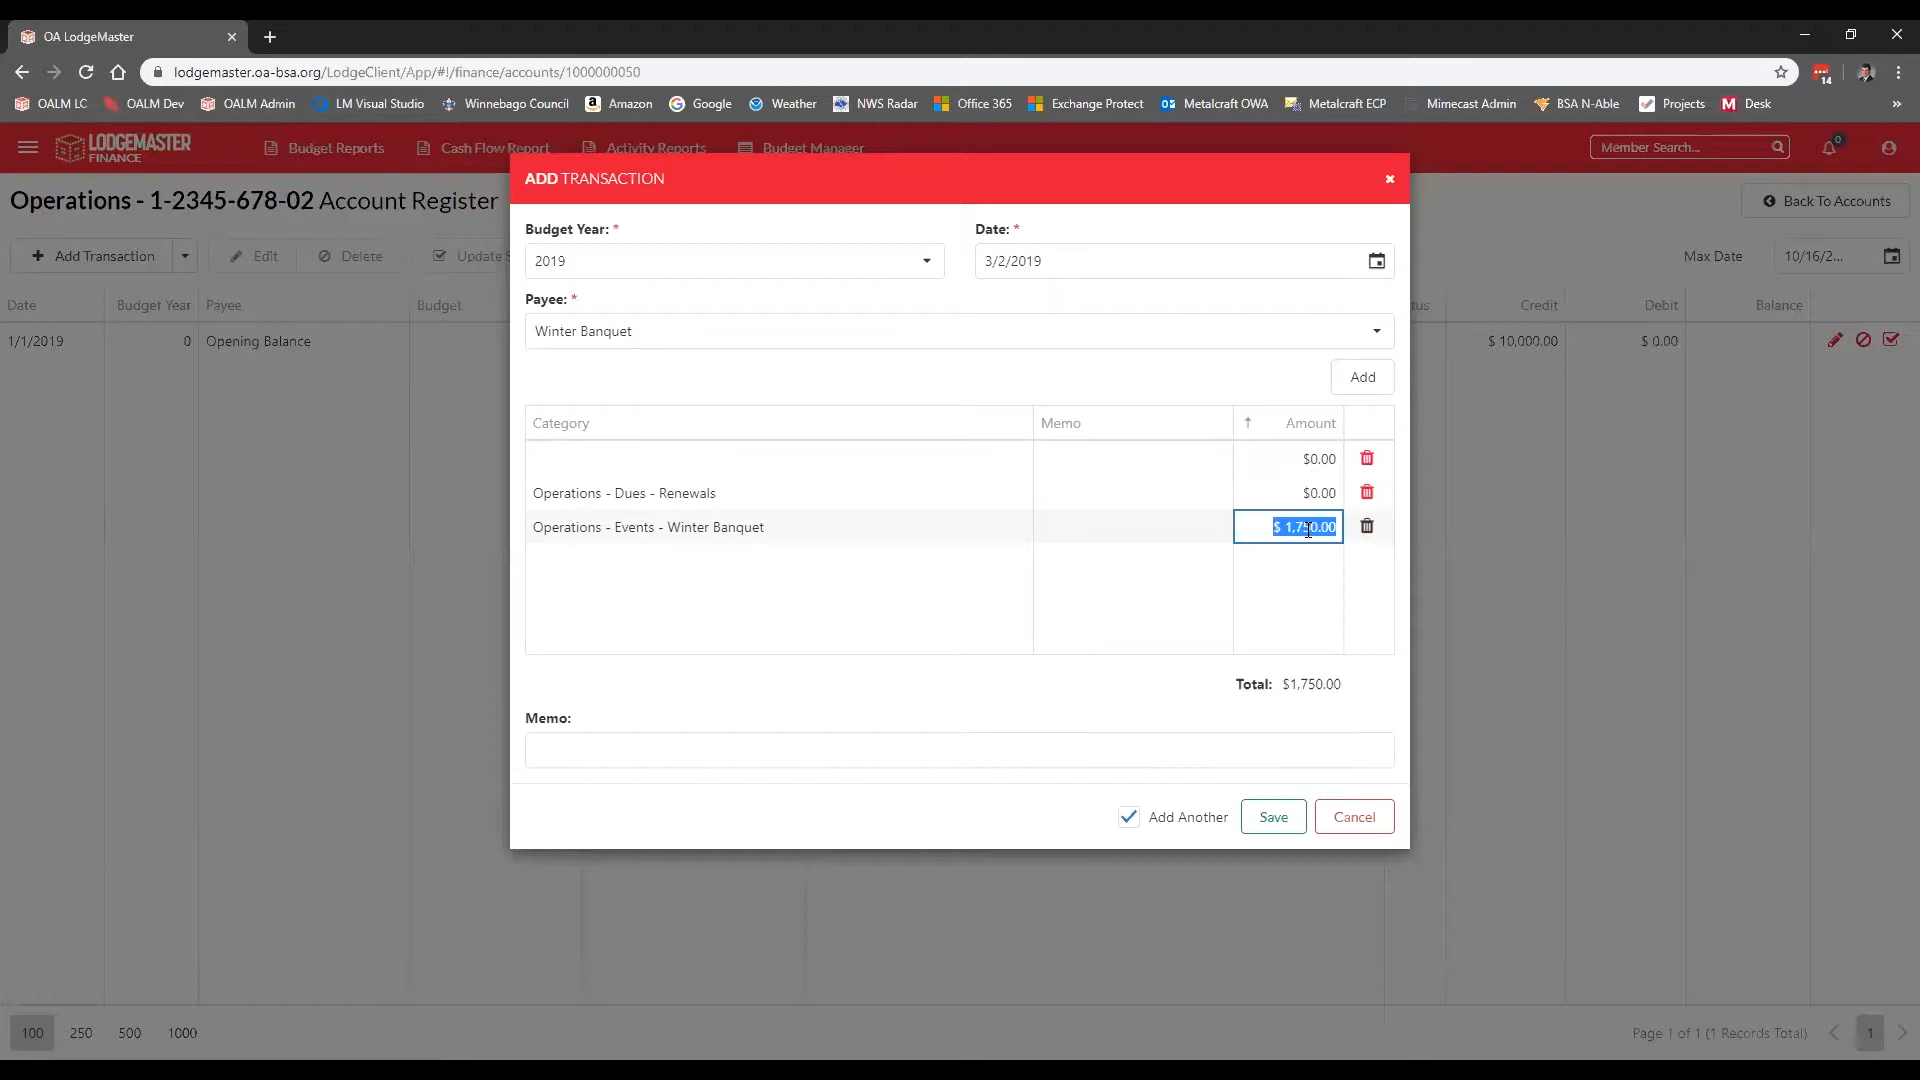 OA LodgeMaster
lodgemaster.oa-bsa.org/LodgeClient/App/#!/finance/accounts/1000000050
14
OALM LC OALM Dev OALM Admin LM Visual Studio Winnebago Council Amazon Google Weather NWS Radar Office 365 Exchange Protect Metalcraft OWA Metalcraft ECP Mimecast Admin BSA N-Able Projects Desk »
LODGEMASTER
FINANCE
Budget Reports Cash Flow Report Activity Reports Budget Manager Member Search... 0
ADD TRANSACTION
Operations - 1-2345-678-02 Account Register Back To Accounts
Budget Year: * Date: *
Add Transaction Edit Delete Update S Max Date 10/16/2...
2019 3/2/2019
Payee: *
Date Budget Year Payee Budget tus Credit Debit Balance
Winter Banquet
1/1/2019 0 Opening Balance $ 10,000.00 $ 0.00
Add
Category Memo Amount
$0.00
Operations - Dues - Renewals $0.00
Operations - Events - Winter Banquet $ 1,750.00
Total: $1,750.00
Memo:
Add Another Save Cancel
100 250 500 1000 Page 1 of 1 (1 Records Total) 1